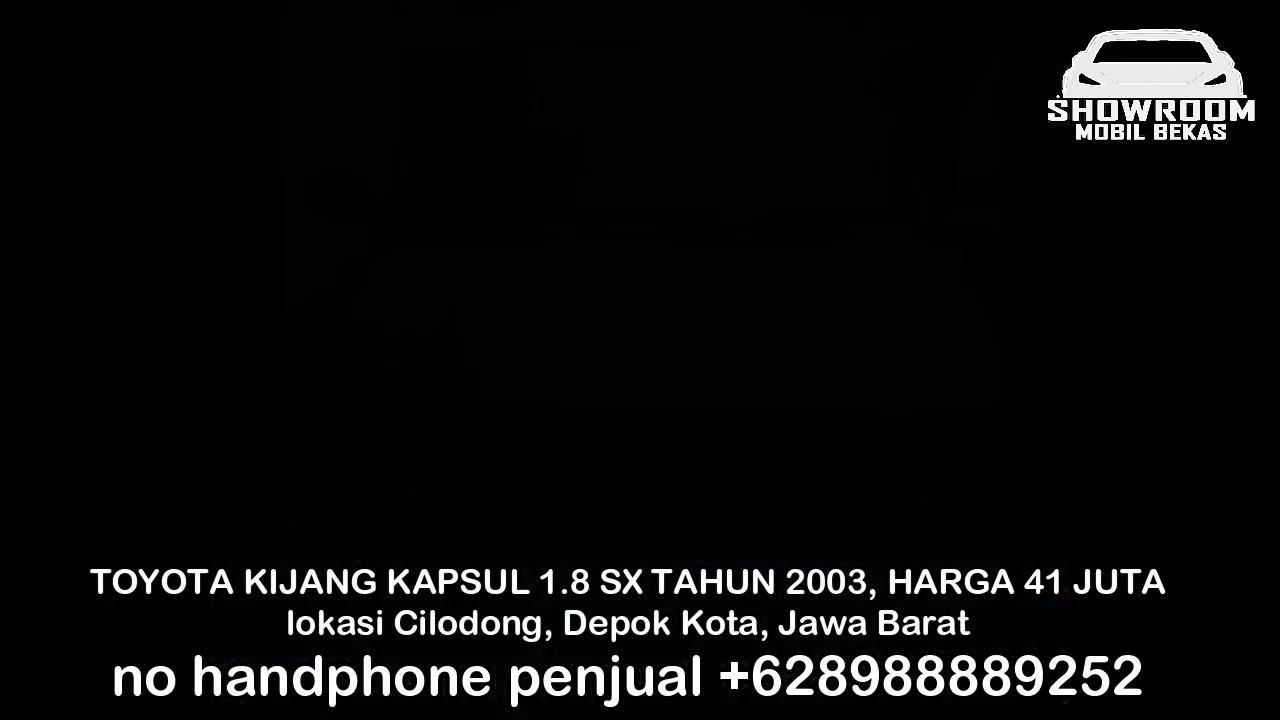 SHOWROOM
MOBIL BEKAS
TOYOTA KIJANG KAPSUL 1.8 SX TAHUN 2003, HARGA 41 JUTA
lokasi Cilodong, Depok Kota, Jawa Barat
no handphone penjual +628988889252